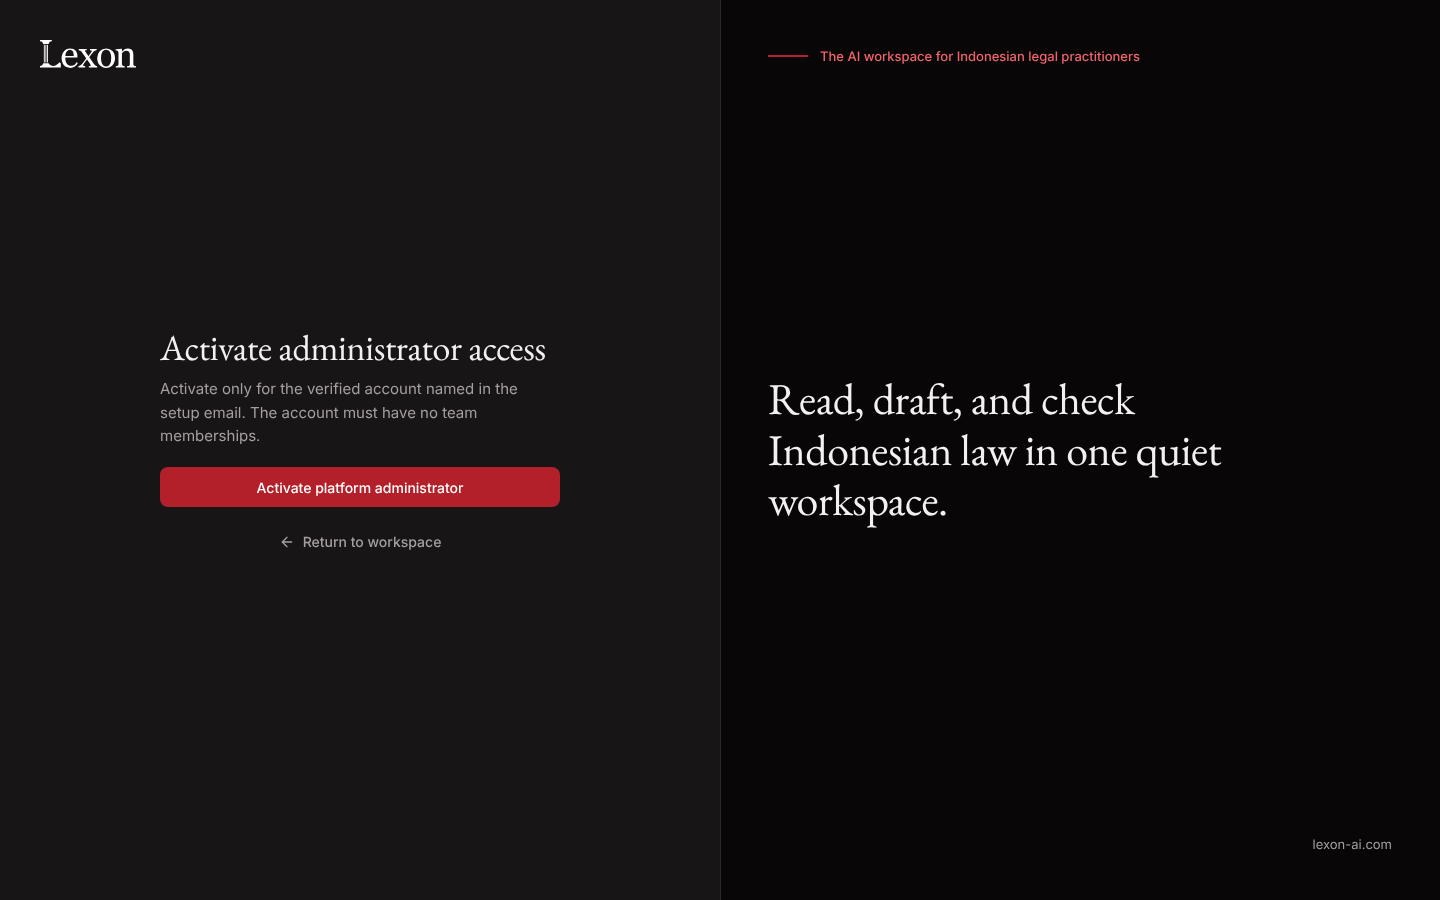 Lexon
Activate administrator access
Activate only for the verified account named in the
setup email. The account must have no team
memberships.
Activate platform administrator
Return to workspace
The AI workspace for Indonesian legal practitioners
Read, draft, and check
Indonesian law in one quiet
workspace.
lexon-ai.com